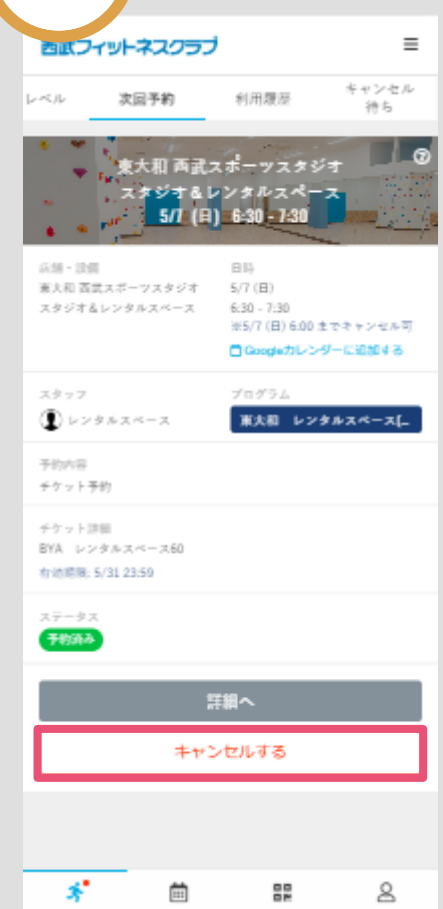 西武フィットネスクラブ
レベル 次回予約 利用履歴 キャンセル待ち
東大和 西武スポーツスタジオ
スタジオ＆レンタルスペース
5/7 (日) 6:30 - 7:30
店舗・設備
東大和 西武スポーツスタジオ
スタジオ＆レンタルスペース
日時
5/7 (日)
6:30 - 7:30
※5/7 (日) 6:00 までキャンセル可
Googleカレンダーに追加する
スタッフ
レンタルスペース
プログラム
東大和　レンタルスペース[...
予約内容
チケット予約
チケット詳細
BYA　レンタルスペース60
有効期限: 5/31 23:59
ステータス
予約済み
詳細へ
キャンセルする